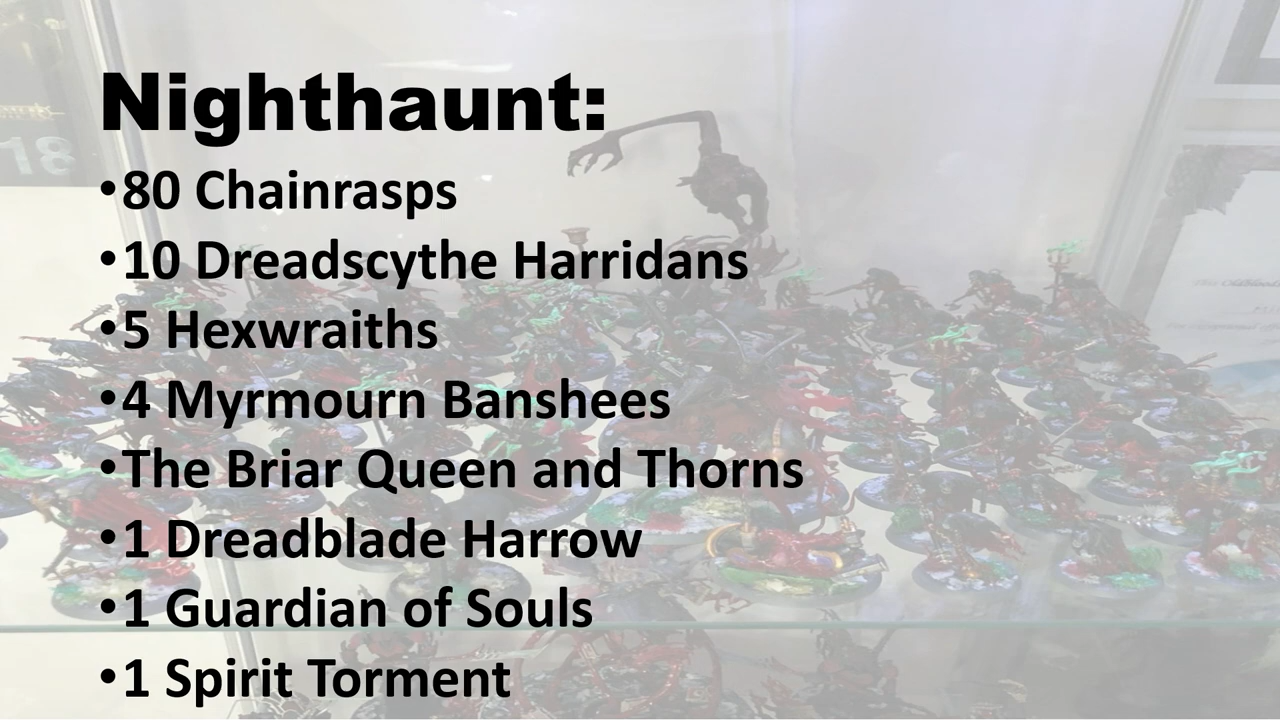 Nighthaunt:
•80 Chainrasps
•10 Dreadscythe Harridans
•5 Hexwraiths
•4 Myrmourn Banshees
•The Briar Queen and Thorns
•1 Dreadblade Harrow
•1 Guardian of Souls
•1 Spirit Torment
18